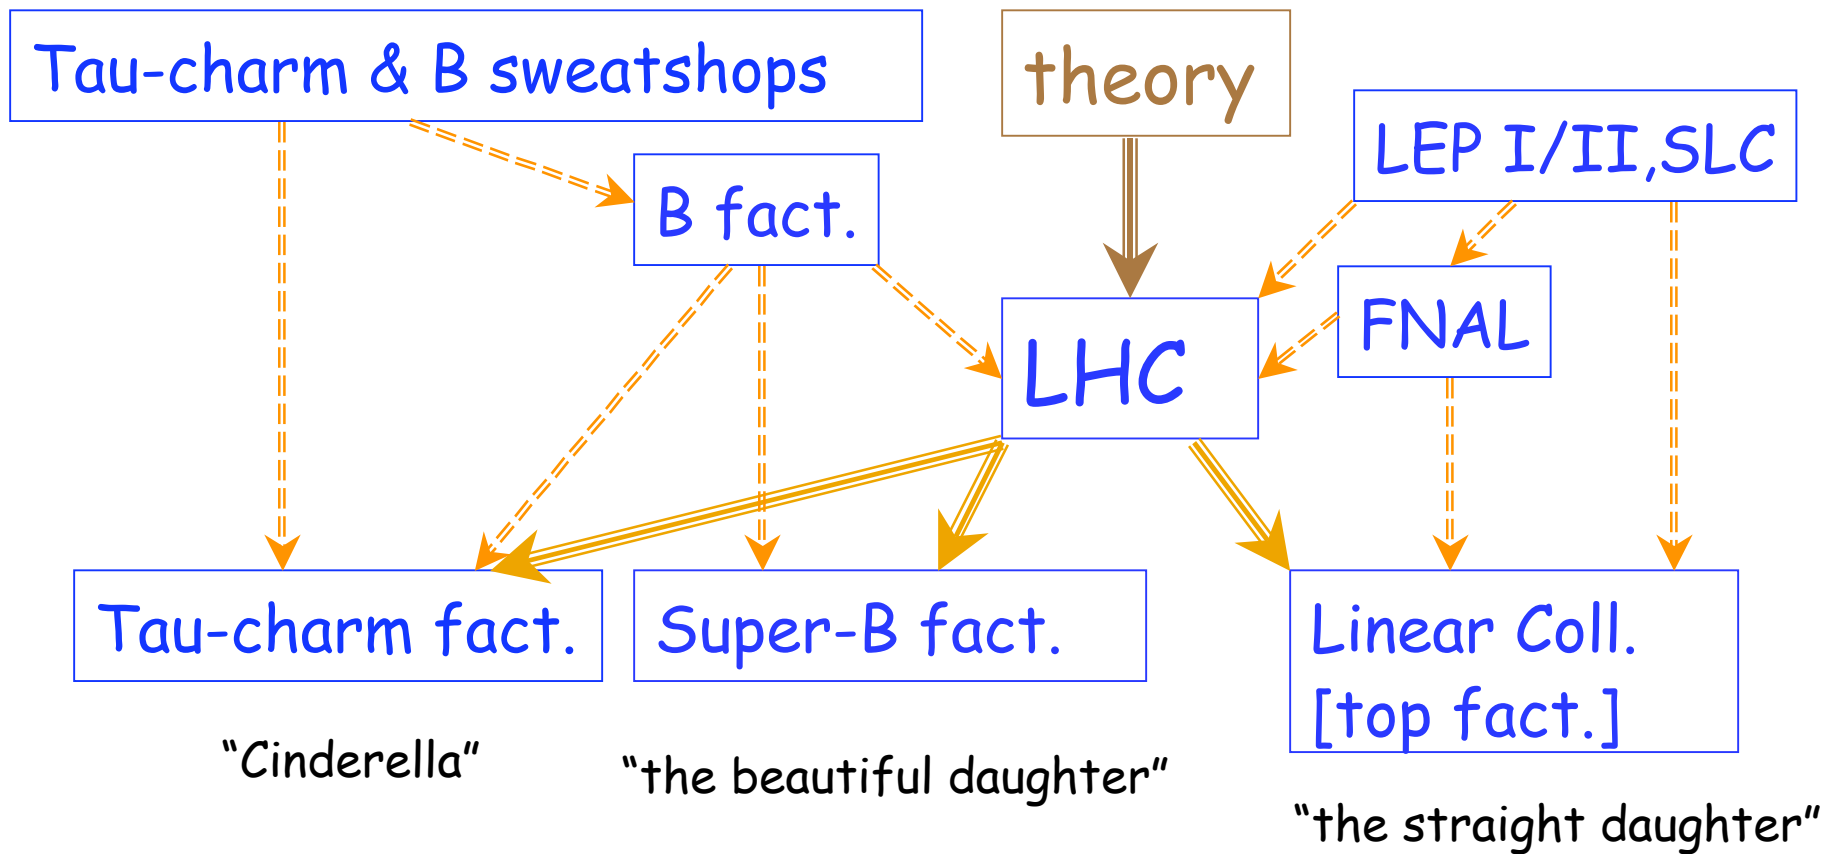 Tau-charm & B sweatshops
theory
LEP I/II,SLC
B fact.
FNAL
LHC
Tau-charm fact.
Super-B fact.
Linear Coll.
[top fact.]
“Cinderella”
“the beautiful daughter”
“the straight daughter”